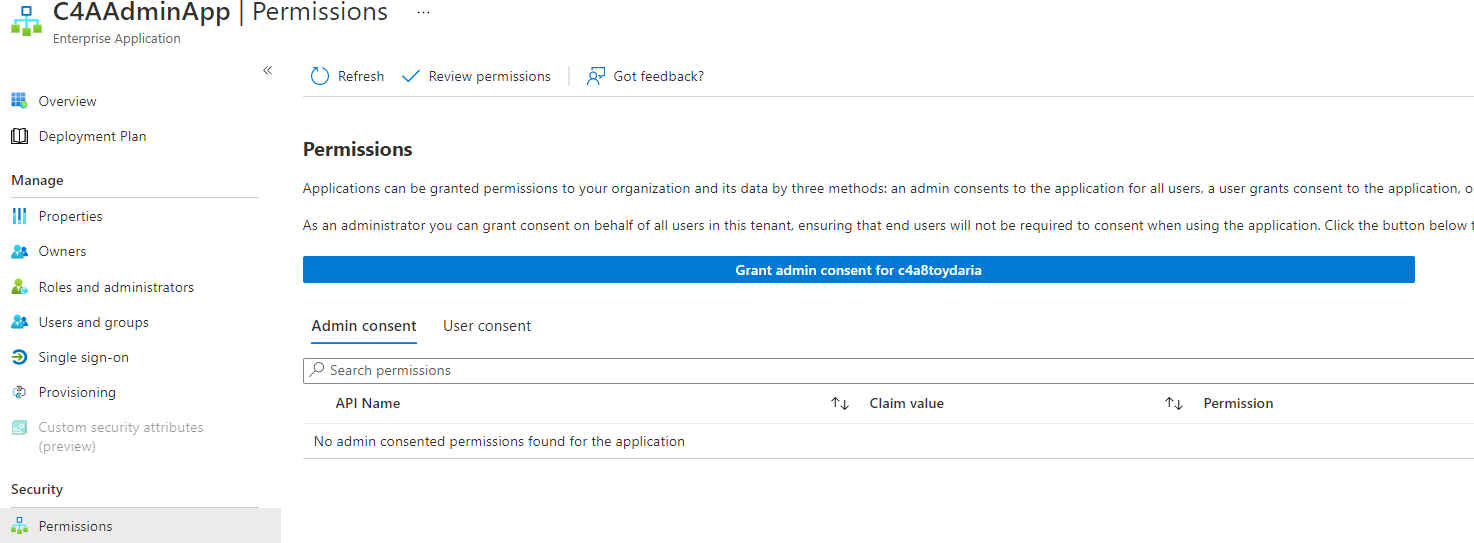 C4AAdminApp | Permissions ...
Enterprise Application
«
Refresh Review permissions Got feedback?
Overview
Deployment Plan
Manage
Properties
Owners
Roles and administrators
Users and groups
Single sign-on
Provisioning
Custom security attributes
(preview)
Security
Permissions
Permissions
Applications can be granted permissions to your organization and its data by three methods: an admin consents to the application for all users, a user grants consent to the application, o
As an administrator you can grant consent on behalf of all users in this tenant, ensuring that end users will not be required to consent when using the application. Click the button below t
Grant admin consent for c4a8toydaria
Admin consent User consent
Search permissions
API Name Claim value Permission
No admin consented permissions found for the application